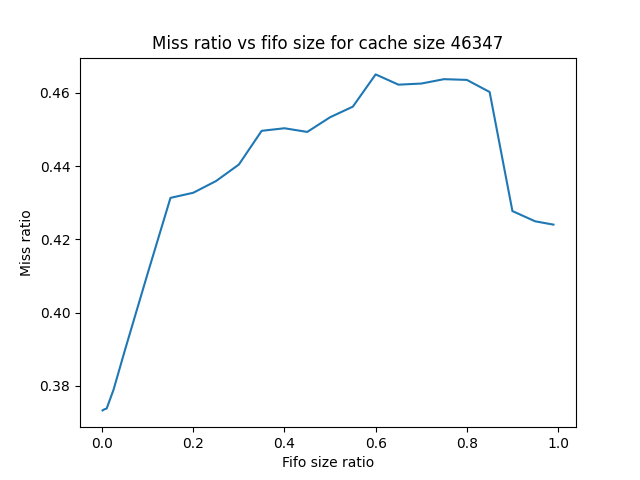 Miss ratio vs fifo size for cache size 46347
Miss ratio
0.46
0.44
0.42
0.40
0.38
0.0 0.2 0.4 0.6 0.8 1.0
Fifo size ratio